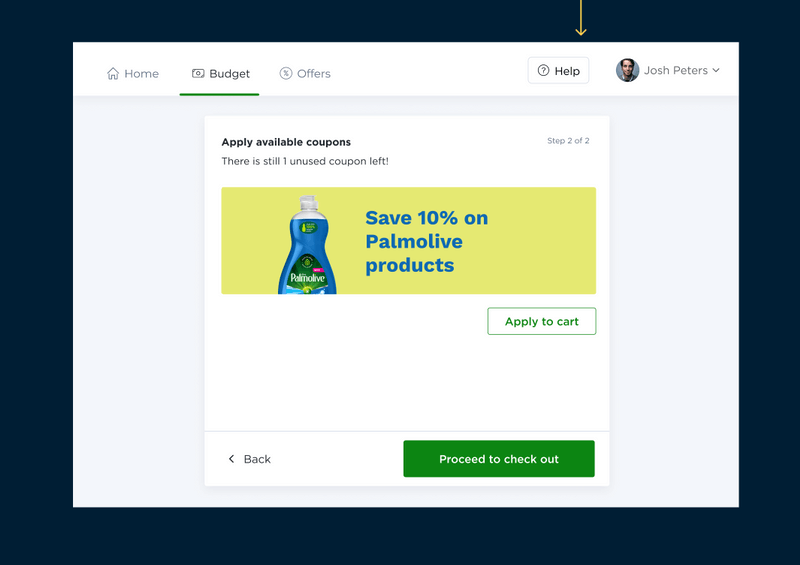 Home
Budget
Offers
Help
Josh Peters
Apply available coupons
Step 2 of 2
There is still 1 unused coupon left!
Save 10% on
Palmolive
products
Palmolive
Apply to cart
Back
Proceed to check out